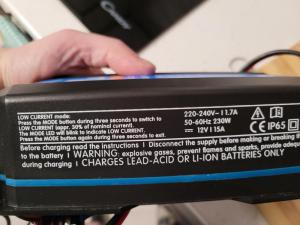 LOW CURRENT mode:
Press the MODE button during three seconds to switch to
LOW CURRENT (appr. 30% of nominal current).
The MODE LED will blink to indicate LOW CURRENT.
Press the MODE button again during three seconds to end.
220-240V~ | 1.7A
50-60Hz 230W
12V | 15A
CE IP65
Before charging read the instructions | Disconnect the supply before making or breaking
to the battery | WARNING: explosive gases, prevent flames and sparks, provide adequate
during charging | CHARGES LEAD-ACID OR LI-ION BATTERIES ONLY